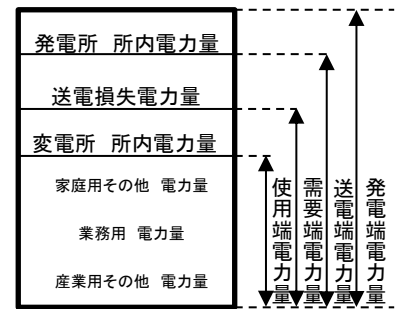 発電所 所内電力量
送電損失電力量
変電所 所内電力量
家庭用その他 電力量
業務用 電力量
産業用その他 電力量
使用端電力量
需要端電力量
送電端電力量
発電端電力量